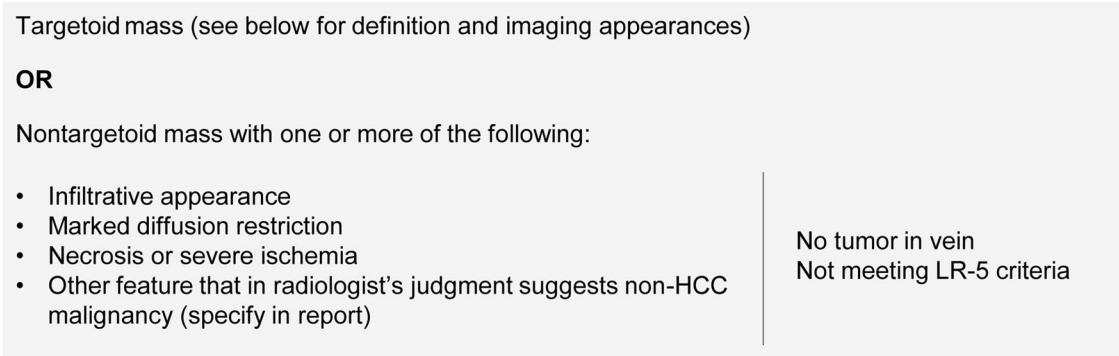 Targetoid mass (see below for definition and imaging appearances)
OR
Nontargetoid mass with one or more of the following:
• Infiltrative appearance
• Marked diffusion restriction
• Necrosis or severe ischemia
• Other feature that in radiologist’s judgment suggests non-HCC
malignancy (specify in report)
No tumor in vein
Not meeting LR-5 criteria